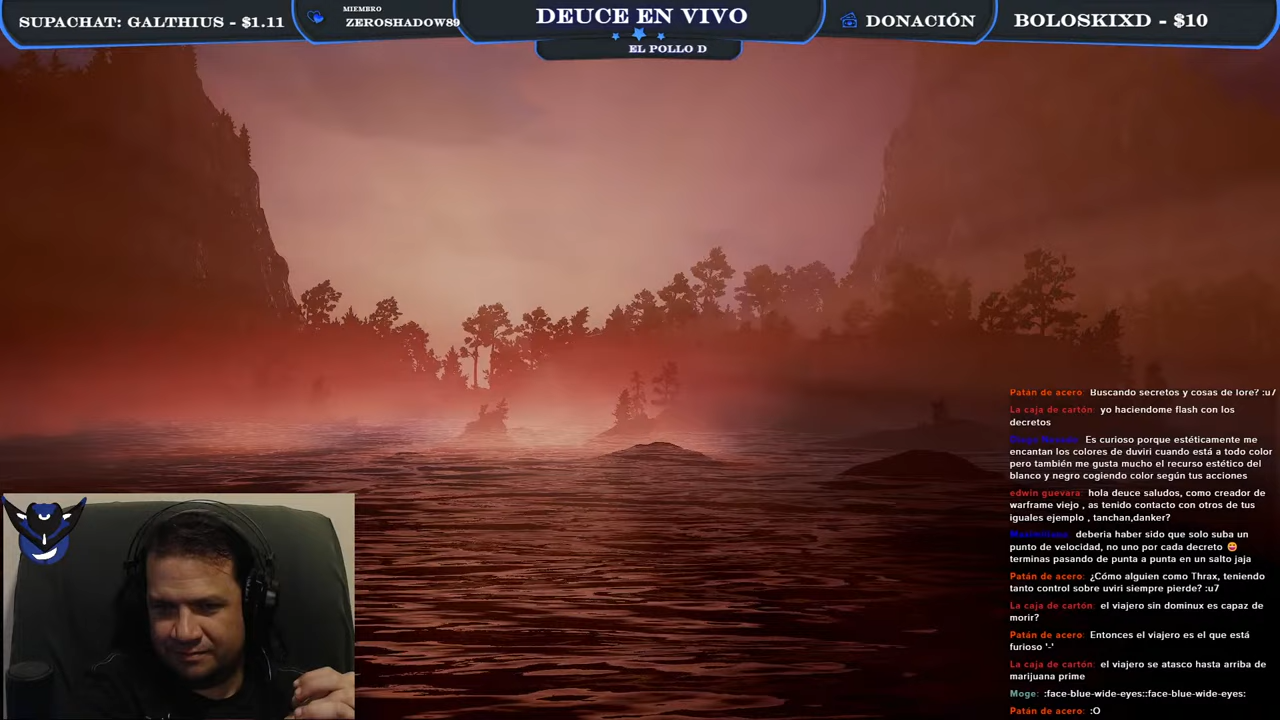 SUPACHAT: GALTHIUS - $1.11
MIEMBRO
ZEROSHADOW89
DEUCE EN VIVO
EL POLLO D
DONACIÓN
BOLOSKIXD - $10
Patán de acero: Buscando secretos y cosas de lore? :u7
La caja de cartón: yo haciendome flash con los
decretos
Es curioso porque estéticamente me
encantan los colores de duviri cuando está a todo color
pero también me gusta mucho el recurso estético del
blanco y negro cogiendo color según tus acciones
edwin guevara: hola deuce saludos, como creador de
warframe viejo , as tenido contacto con otros de tus
iguales ejemplo , tanchan,danker?
deberia haber sido que solo suba un
punto de velocidad, no uno por cada decreto
terminas pasando de punta a punta en un salto jaja
Patán de acero: ¿Cómo alguien como Thrax, teniendo
tanto control sobre uviri siempre pierde? :u7
La caja de cartón: el viajero sin dominux es capaz de
morir?
Patán de acero: Entonces el viajero es el que está
furioso '-'
La caja de cartón: el viajero se atasco hasta arriba de
marijuana prime
Moge: :face-blue-wide-eyes::face-blue-wide-eyes:
Patán de acero: :O